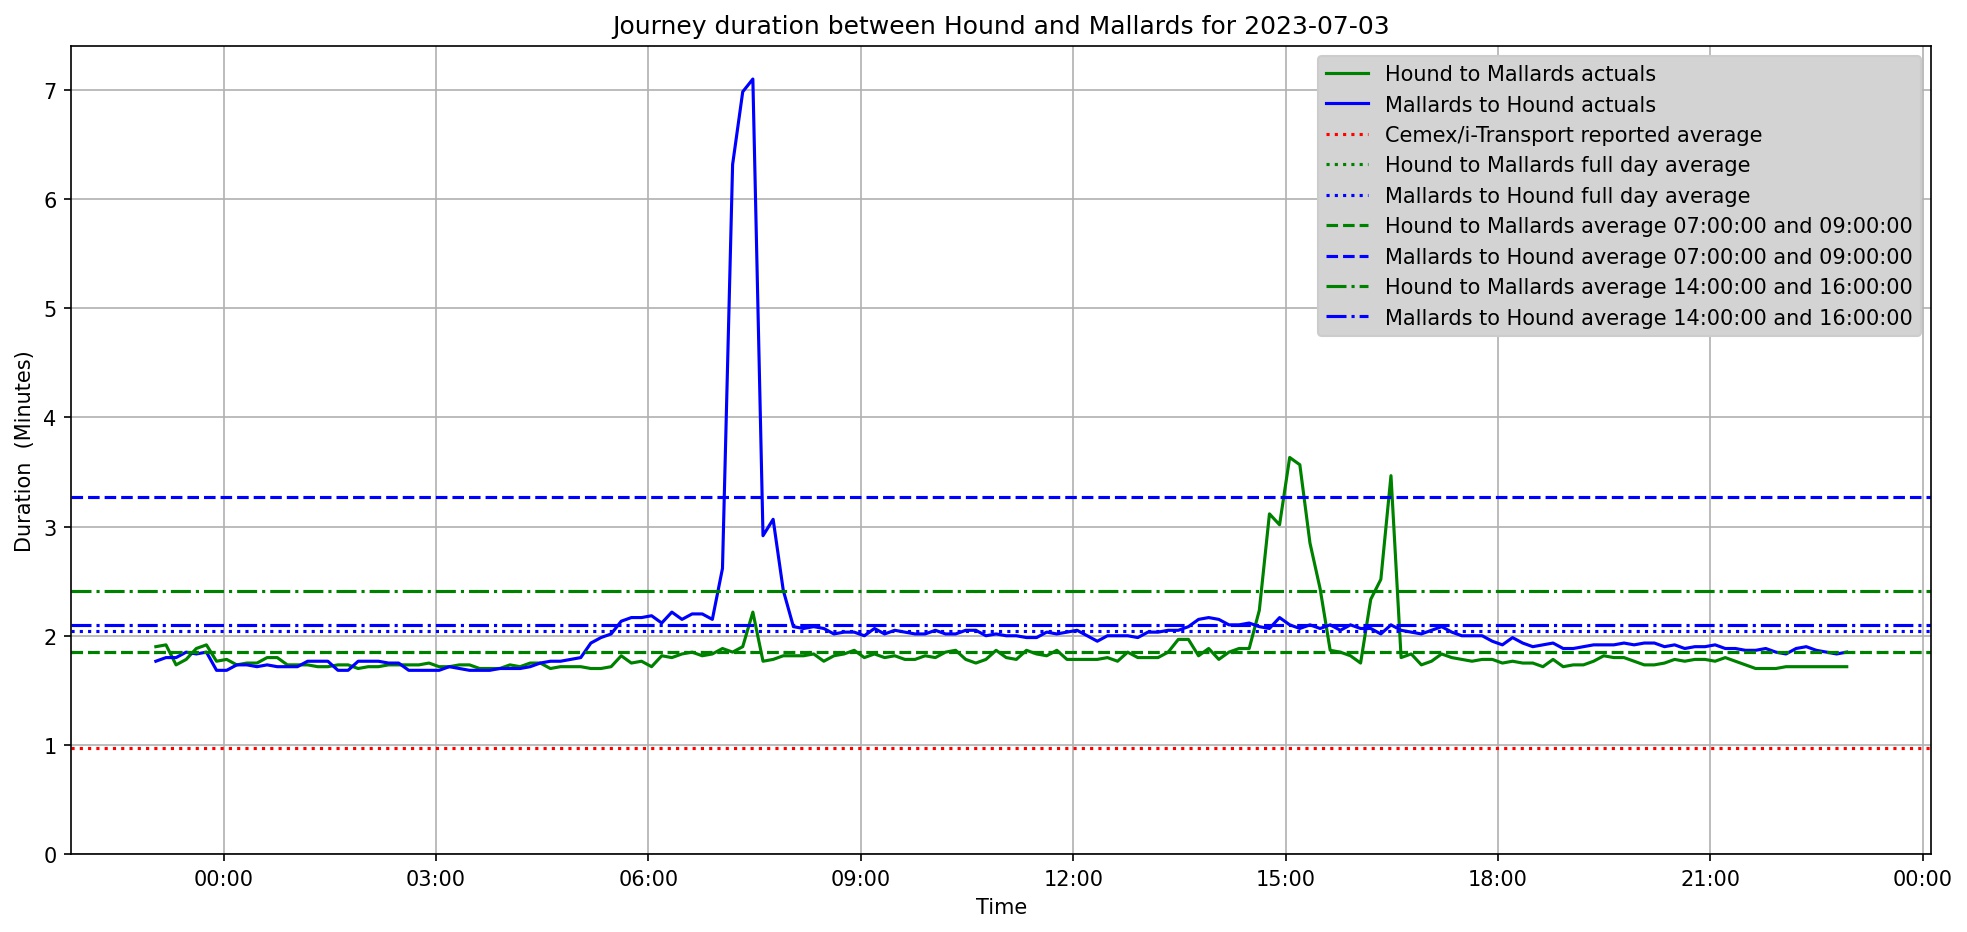 Journey duration between Hound and Mallards for 2023-07-03
Hound to Mallards actuals
Mallards to Hound actuals
Cemex/i-Transport reported average
Hound to Mallards full day average
Mallards to Hound full day average
Hound to Mallards average 07:00:00 and 09:00:00
Mallards to Hound average 07:00:00 and 09:00:00
Hound to Mallards average 14:00:00 and 16:00:00
Mallards to Hound average 14:00:00 and 16:00:00
Duration (Minutes)
7
6
5
4
3
2
1
0
00:00 03:00 06:00 09:00 12:00 15:00 18:00 21:00 00:00
Time